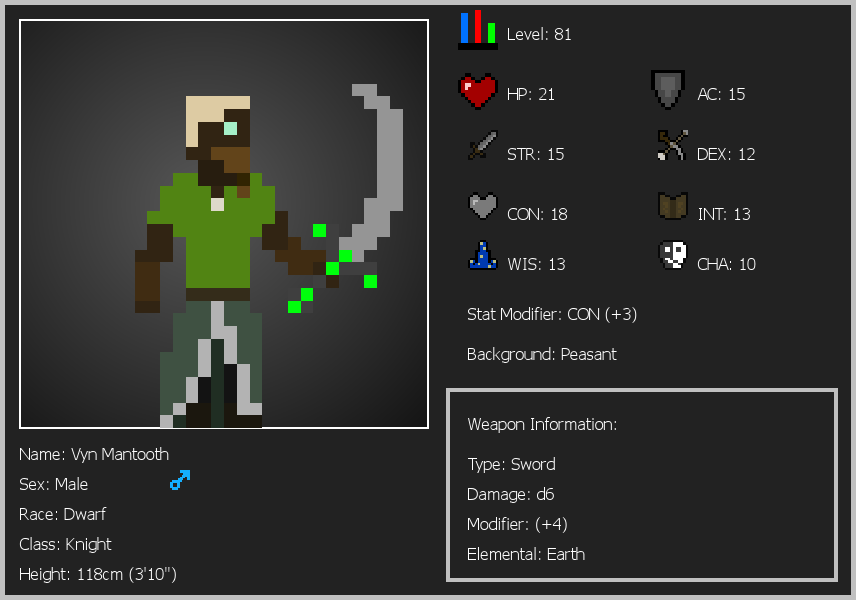 Level: 81
HP: 21
AC: 15
STR: 15
DEX: 12
CON: 18
INT: 13
WIS: 13
CHA: 10
Stat Modifier: CON (+3)
Background: Peasant
Weapon Information:
Type: Sword
Damage: d6
Modifier: (+4)
Elemental: Earth
Name: Vyn Mantooth
Sex: Male
Race: Dwarf
Class: Knight
Height: 118cm (3'10")